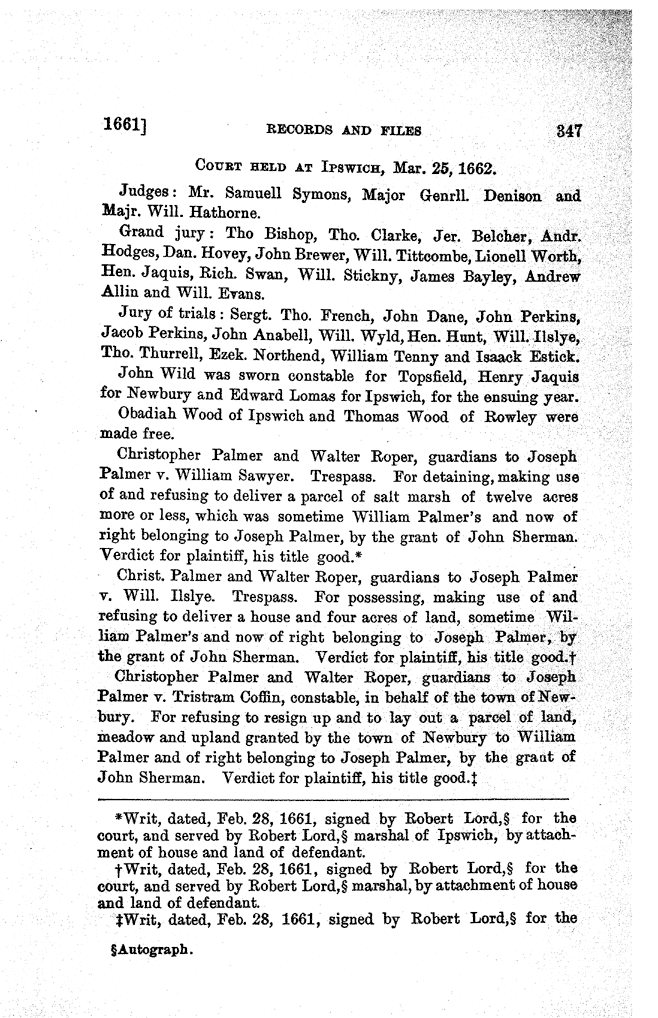 1661]
RECORDS AND FILES
347
COURT HELD AT IPSWICH, Mar. 25, 1662.
Judges: Mr. Samuell Symons, Major Genrll. Denison and
Majr. Will. Hathorne.
Grand jury: Tho Bishop, Tho. Clarke, Jer. Belcher, Andr.
Hodges, Dan. Hovey, John Brewer, Will. Tittcombe, Lionell Worth,
Hen. Jaquis, Rich. Swan, Will. Stickny, James Bayley, Andrew
Allin and Will. Evans.
Jury of trials: Sergt. Tho. French, John Dane, John Perkins,
Jacob Perkins, John Anabell, Will. Wyld, Hen. Hunt, Will. Ilslye,
Tho. Thurrell, Ezek. Northend, William Tenny and Isaack Estick.
John Wild was sworn constable for Topsfield, Henry Jaquis
for Newbury and Edward Lomas for Ipswich, for the ensuing year.
Obadiah Wood of Ipswich and Thomas Wood of Rowley were
made free.
Christopher Palmer and Walter Roper, guardians to Joseph
Palmer v. William Sawyer. Trespass. For detaining, making use
of and refusing to deliver a parcel of salt marsh of twelve acres
more or less, which was sometime William Palmer's and now of
right belonging to Joseph Palmer, by the grant of John Sherman.
Verdict for plaintiff, his title good.*
Christ. Palmer and Walter Roper, guardians to Joseph Palmer
v. Will. Ilslye. Trespass. For possessing, making use of and
refusing to deliver a house and four acres of land, sometime Wil-
liam Palmer's and now of right belonging to Joseph Palmer, by
the grant of John Sherman. Verdict for plaintiff, his title good.†
Christopher Palmer and Walter Roper, guardians to Joseph
Palmer v. Tristram Coffin, constable, in behalf of the town of New-
bury. For refusing to resign up and to lay out a parcel of land,
meadow and upland granted by the town of Newbury to William
Palmer and of right belonging to Joseph Palmer, by the grant of
John Sherman. Verdict for plaintiff, his title good.‡
*Writ, dated, Feb. 28, 1661, signed by Robert Lord,§ for the
court, and served by Robert Lord,§ marshal of Ipswich, by attach-
ment of house and land of defendant.
†Writ, dated, Feb. 28, 1661, signed by Robert Lord,§ for the
court, and served by Robert Lord,§ marshal, by attachment of house
and land of defendant.
‡Writ, dated, Feb. 28, 1661, signed by Robert Lord,§ for the
§Autograph.